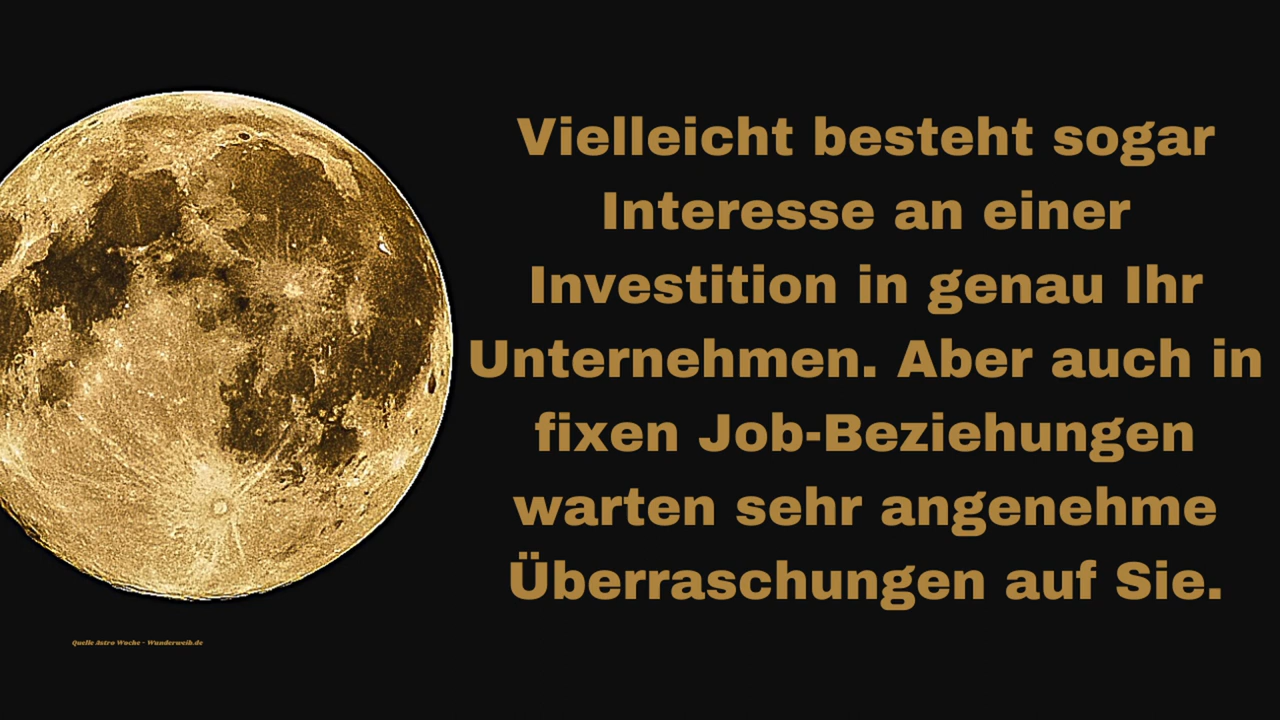 Vielleicht besteht sogar
Interesse an einer
Investition in genau Ihr
Unternehmen. Aber auch in
fixen Job-Beziehungen
warten sehr angenehme
Überraschungen auf Sie.
Quelle Astro Woche - Wunderweib.de